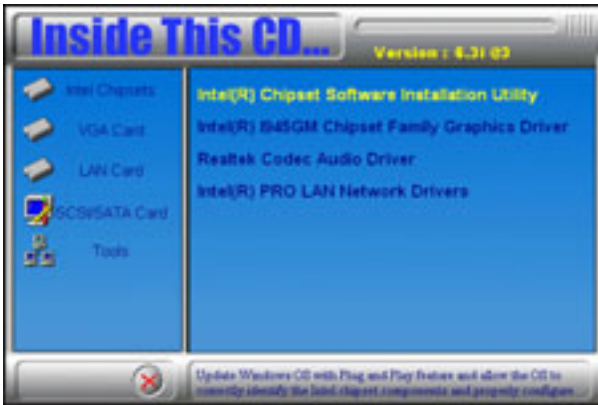 Inside This CD...
Version : 6.31 03
Intel Chipsets
VGA Card
LAN Card
SCSI/SATA Card
Tools
Intel(R) Chipset Software Installation Utility
Intel(R) I945GM Chipset Family Graphics Driver
Realtek Codec Audio Driver
Intel(R) PRO LAN Network Drivers
Update Windows OS with Plug and Play feature and allow the OS to
correctly identify the Intel chipset components and properly configure